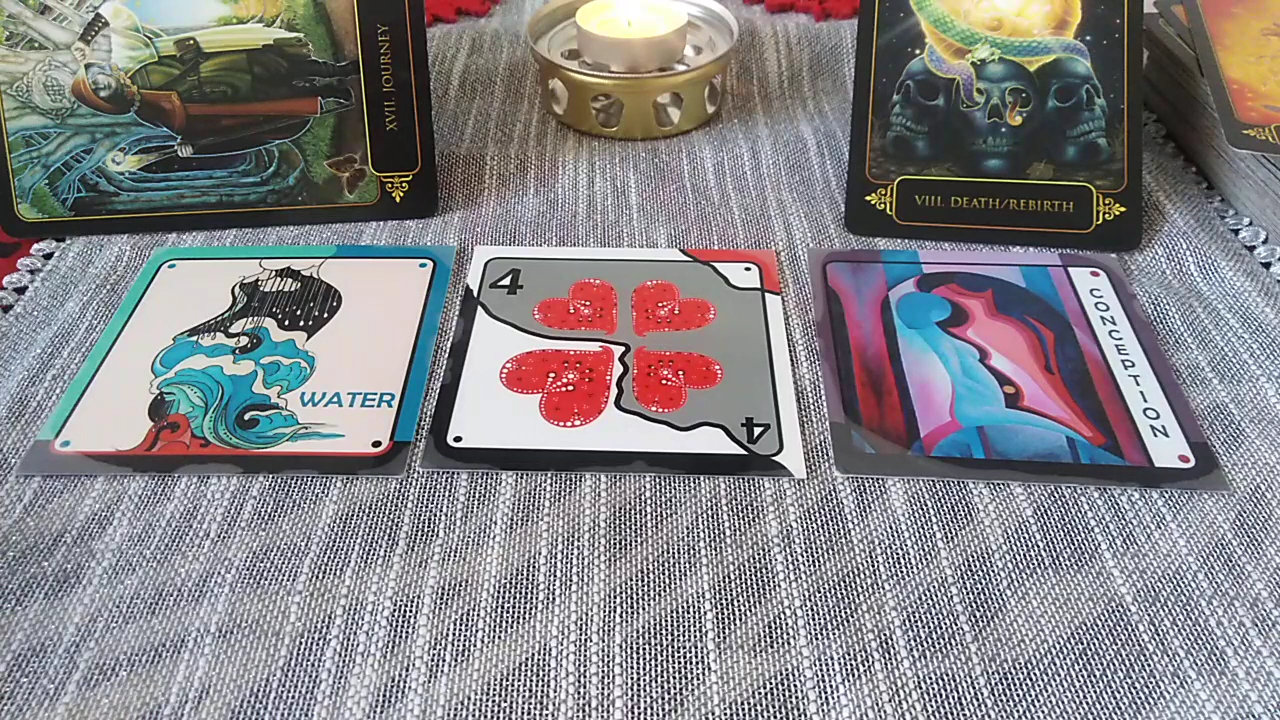 XVII. JOURNEY
VIII. DEATH/REBIRTH
WATER
4
4
CONCEPTION